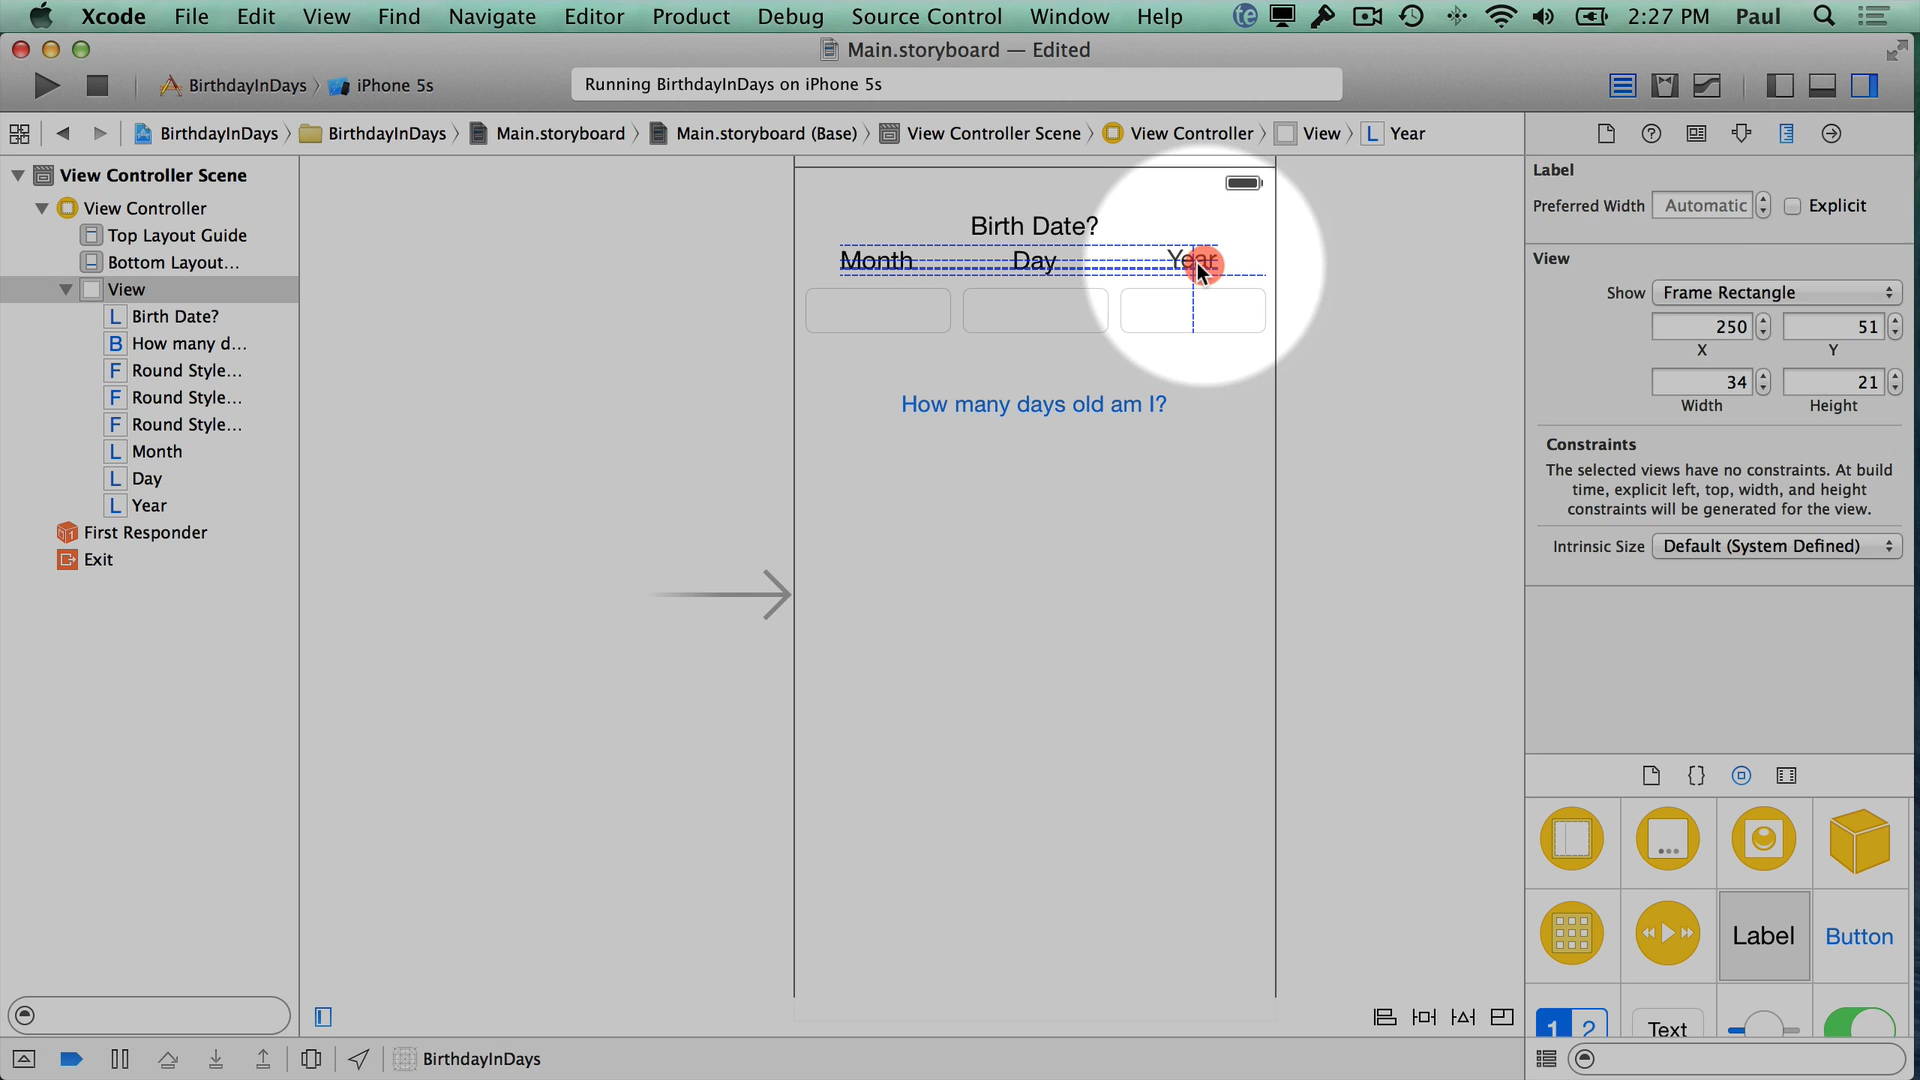 Xcode File Edit View Find Navigate Editor Product Debug Source Control Window Help te 2:27 PM Paul
Main.storyboard — Edited
BirthdayInDays iPhone 5s
Running BirthdayInDays on iPhone 5s
BirthdayInDays BirthdayInDays Main.storyboard Main.storyboard (Base) View Controller Scene View Controller View L Year
View Controller Scene
View Controller
Top Layout Guide
Bottom Layout...
View
L Birth Date?
B How many d...
F Round Style...
F Round Style...
F Round Style...
L Month
L Day
L Year
First Responder
Exit
Birth Date?
Month Day Year
How many days old am I?
Label
Preferred Width Automatic Explicit
View
Show Frame Rectangle
250 51
X Y
34 21
Width Height
Constraints
The selected views have no constraints. At build
time, explicit left, top, width, and height
constraints will be generated for the view.
Intrinsic Size Default (System Defined)
{}
Label Button
1 2 Text
BirthdayInDays